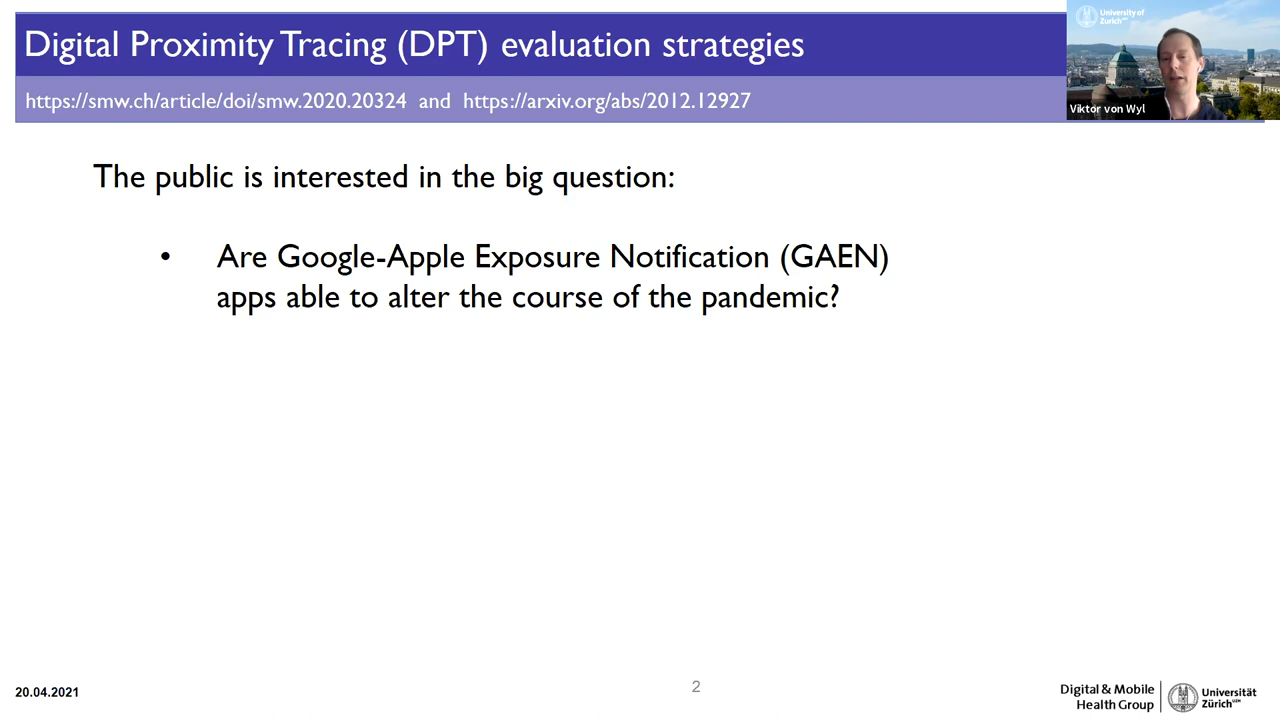 Digital Proximity Tracing (DPT) evaluation strategies
https://smw.ch/article/doi/smw.2020.20324 and https://arxiv.org/abs/2012.12927
University of
Zurich
Viktor von Wyl
The public is interested in the big question:
• Are Google-Apple Exposure Notification (GAEN)
apps able to alter the course of the pandemic?
20.04.2021
2
Digital & Mobile
Health Group
Universität
Zürich